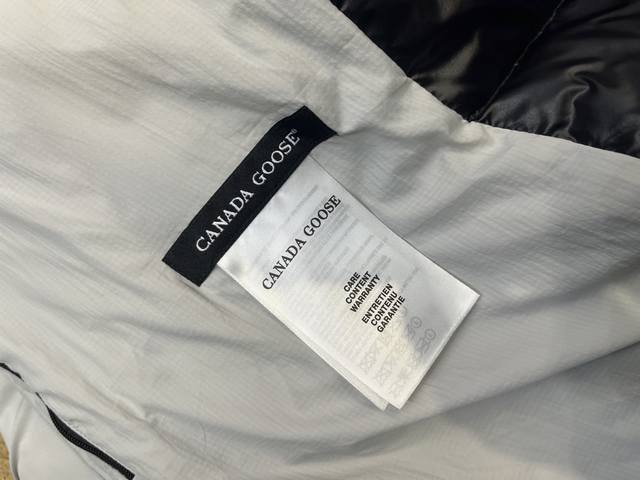 CANADA GOOSE®
CANADA GOOSE
CARE
CONTENT
WARRANTY
ENTRETIEN
CONTENU
GARANTIE